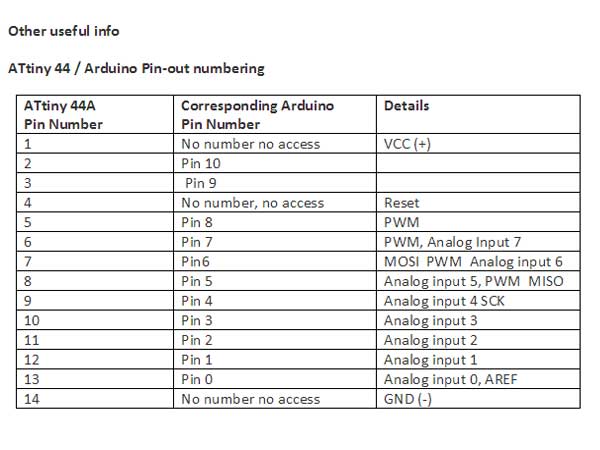 Other useful info
ATtiny 44 / Arduino Pin-out numbering
ATtiny 44A Pin Number Corresponding Arduino Pin Number Details
1 No number no access VCC (+)
2 Pin 10
3 Pin 9
4 No number, no access Reset
5 Pin 8 PWM
6 Pin 7 PWM, Analog Input 7
7 Pin6 MOSI PWM Analog input 6
8 Pin 5 Analog input 5, PWM MISO
9 Pin 4 Analog input 4 SCK
10 Pin 3 Analog input 3
11 Pin 2 Analog input 2
12 Pin 1 Analog input 1
13 Pin 0 Analog input 0, AREF
14 No number no access GND (-)